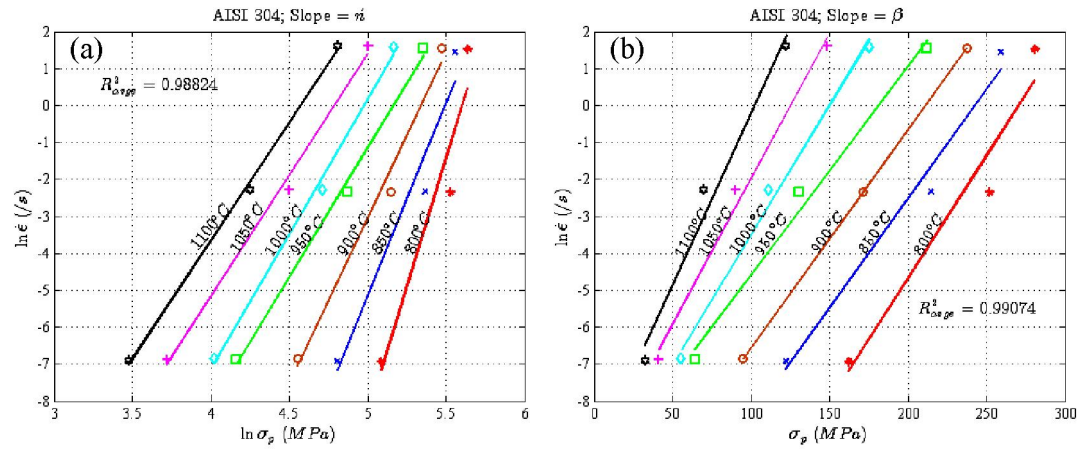 AISI 304; Slope = ń
(a)
R²ₐᵥₑᵍₑ = 0.98824
ln ε̇ (/s)
2
1
0
-1
-2
-3
-4
-5
-6
-7
-8
1100°C
1050°C
1000°C
950°C
900°C
850°C
800°C
3
3.5
4
4.5
5
5.5
6
ln σₚ (MPa)
AISI 304; Slope = β
(b)
ln ε̇ (/s)
2
1
0
-1
-2
-3
-4
-5
-6
-7
-8
1100°C
1050°C
1000°C
950°C
900°C
850°C
800°C
R²ₐᵥₑᵍₑ = 0.99074
0
50
100
150
200
250
300
σₚ (MPa)